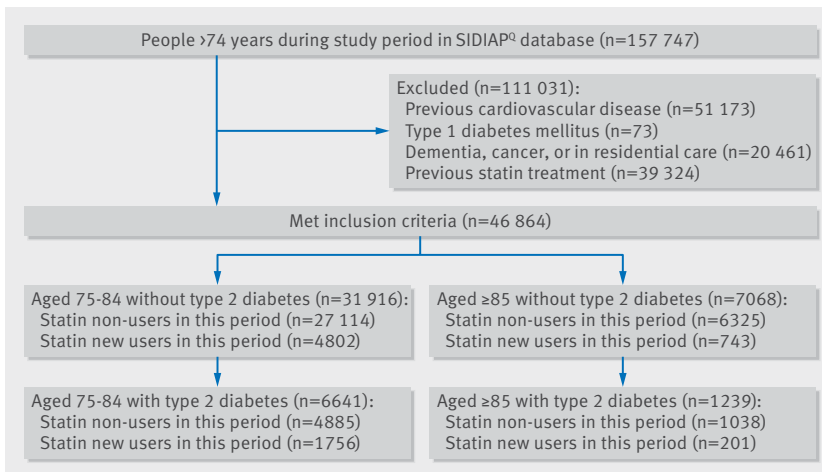 People >74 years during study period in SIDIAPQ database (n=157 747)
Excluded (n=111 031):
Previous cardiovascular disease (n=51 173)
Type 1 diabetes mellitus (n=73)
Dementia, cancer, or in residential care (n=20 461)
Previous statin treatment (n=39 324)
Met inclusion criteria (n=46 864)
Aged 75-84 without type 2 diabetes (n=31 916):
Statin non-users in this period (n=27 114)
Statin new users in this period (n=4802)
Aged ≥85 without type 2 diabetes (n=7068):
Statin non-users in this period (n=6325)
Statin new users in this period (n=743)
Aged 75-84 with type 2 diabetes (n=6641):
Statin non-users in this period (n=4885)
Statin new users in this period (n=1756)
Aged ≥85 with type 2 diabetes (n=1239):
Statin non-users in this period (n=1038)
Statin new users in this period (n=201)